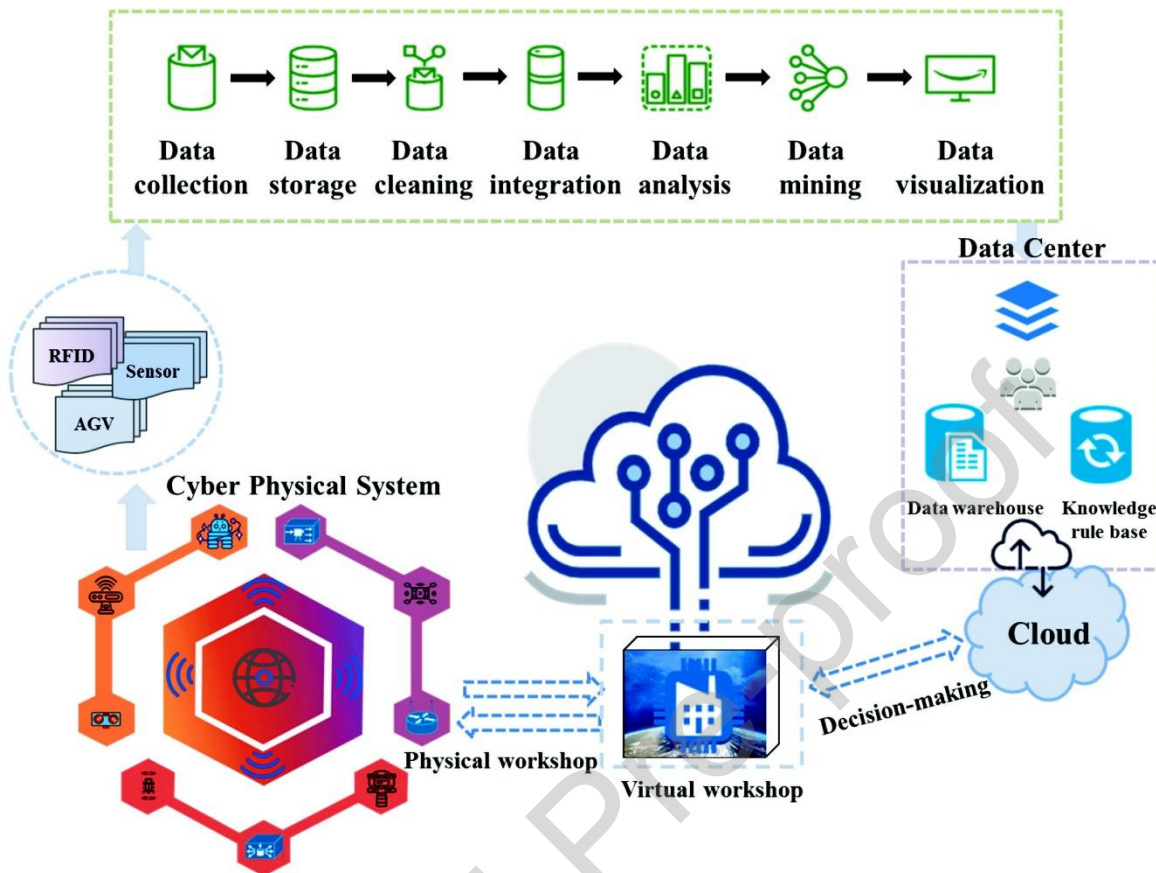 Data collection
Data storage
Data cleaning
Data integration
Data analysis
Data mining
Data visualization
Data Center
RFID
Sensor
AGV
Cyber Physical System
Data warehouse
Knowledge rule base
Cloud
Decision-making
Physical workshop
Virtual workshop
Pre-proof